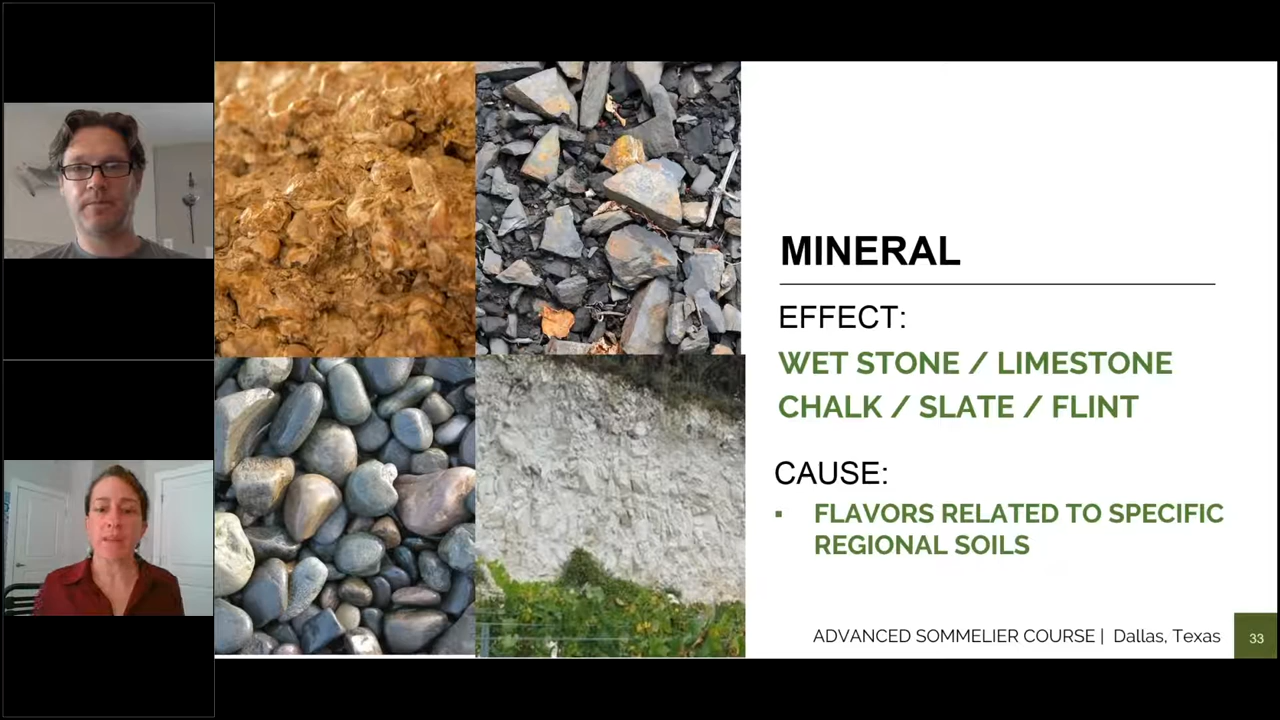 MINERAL
EFFECT:
WET STONE / LIMESTONE
CHALK / SLATE / FLINT
CAUSE:
▪ FLAVORS RELATED TO SPECIFIC
REGIONAL SOILS
ADVANCED SOMMELIER COURSE | Dallas, Texas
33